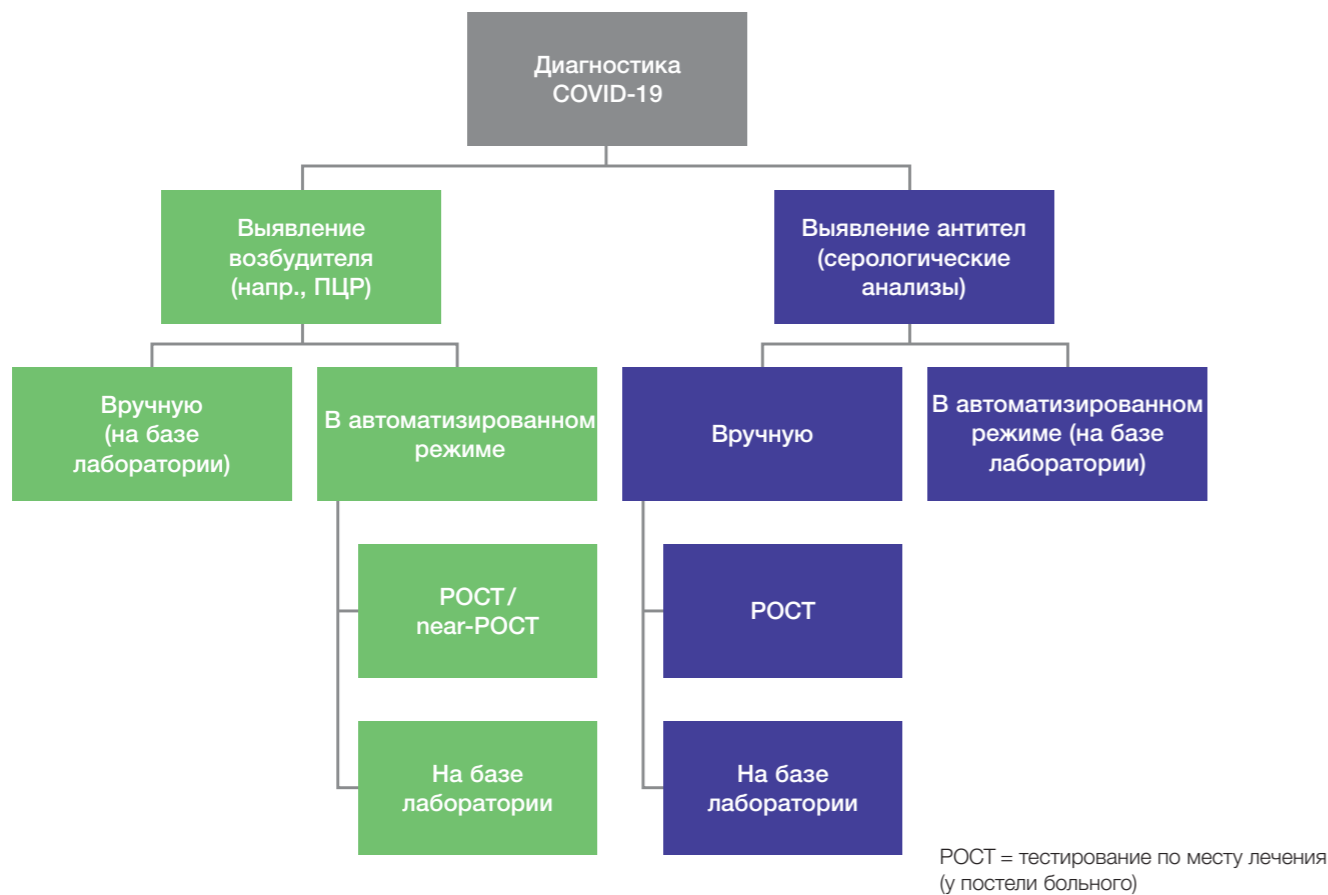 Диагностика
COVID-19
Выявление
возбудителя
(напр., ПЦР)
Выявление антител
(серологические
анализы)
Вручную
(на базе
лаборатории)
В автоматизированном
режиме
Вручную
В автоматизированном
режиме (на базе
лаборатории)
POCT/
near-POCT
POCT
На базе
лаборатории
На базе
лаборатории
POCT = тестирование по месту лечения
(у постели больного)